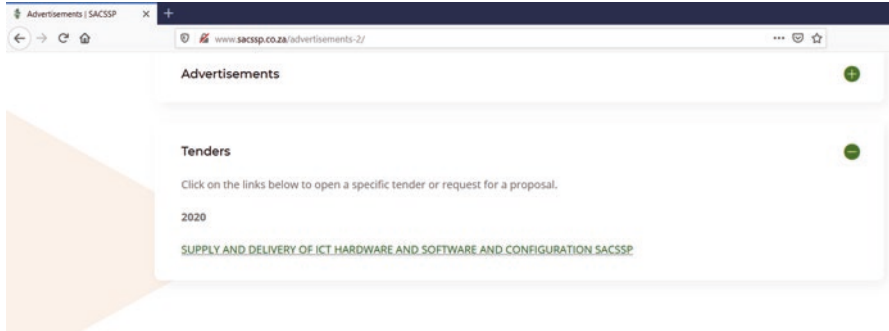 Advertisements | SACSSP
www.sacssp.co.za/advertisements-2/
Advertisements
Tenders
Click on the links below to open a specific tender or request for a proposal.
2020
SUPPLY AND DELIVERY OF ICT HARDWARE AND SOFTWARE AND CONFIGURATION SACSSP